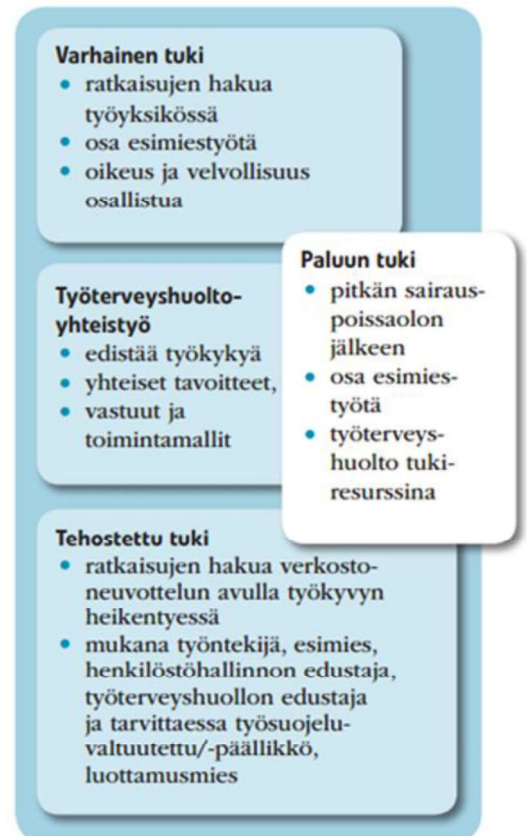 Varhainen tuki
• ratkaisujen hakua
työyksikössä
• osa esimiestyötä
• oikeus ja velvollisuus
osallistua
Työterveyshuolto-
yhteistyö
• edistää työkykyä
• yhteiset tavoitteet,
• vastuut ja
toimintamallit
Paluun tuki
• pitkän sairaus-
poissaolon
jälkeen
• osa esimies-
työtä
• työterveys-
huolto tuki-
resurssina
Tehostettu tuki
• ratkaisujen hakua verkosto-
neuvottelun avulla työkyvyn
heikentyessä
• mukana työntekijä, esimies,
henkilöstöhallinnon edustaja,
työterveyshuollon edustaja
ja tarvittaessa työsuojelu-
valtuutettu/-päällikkö,
luottamusmies